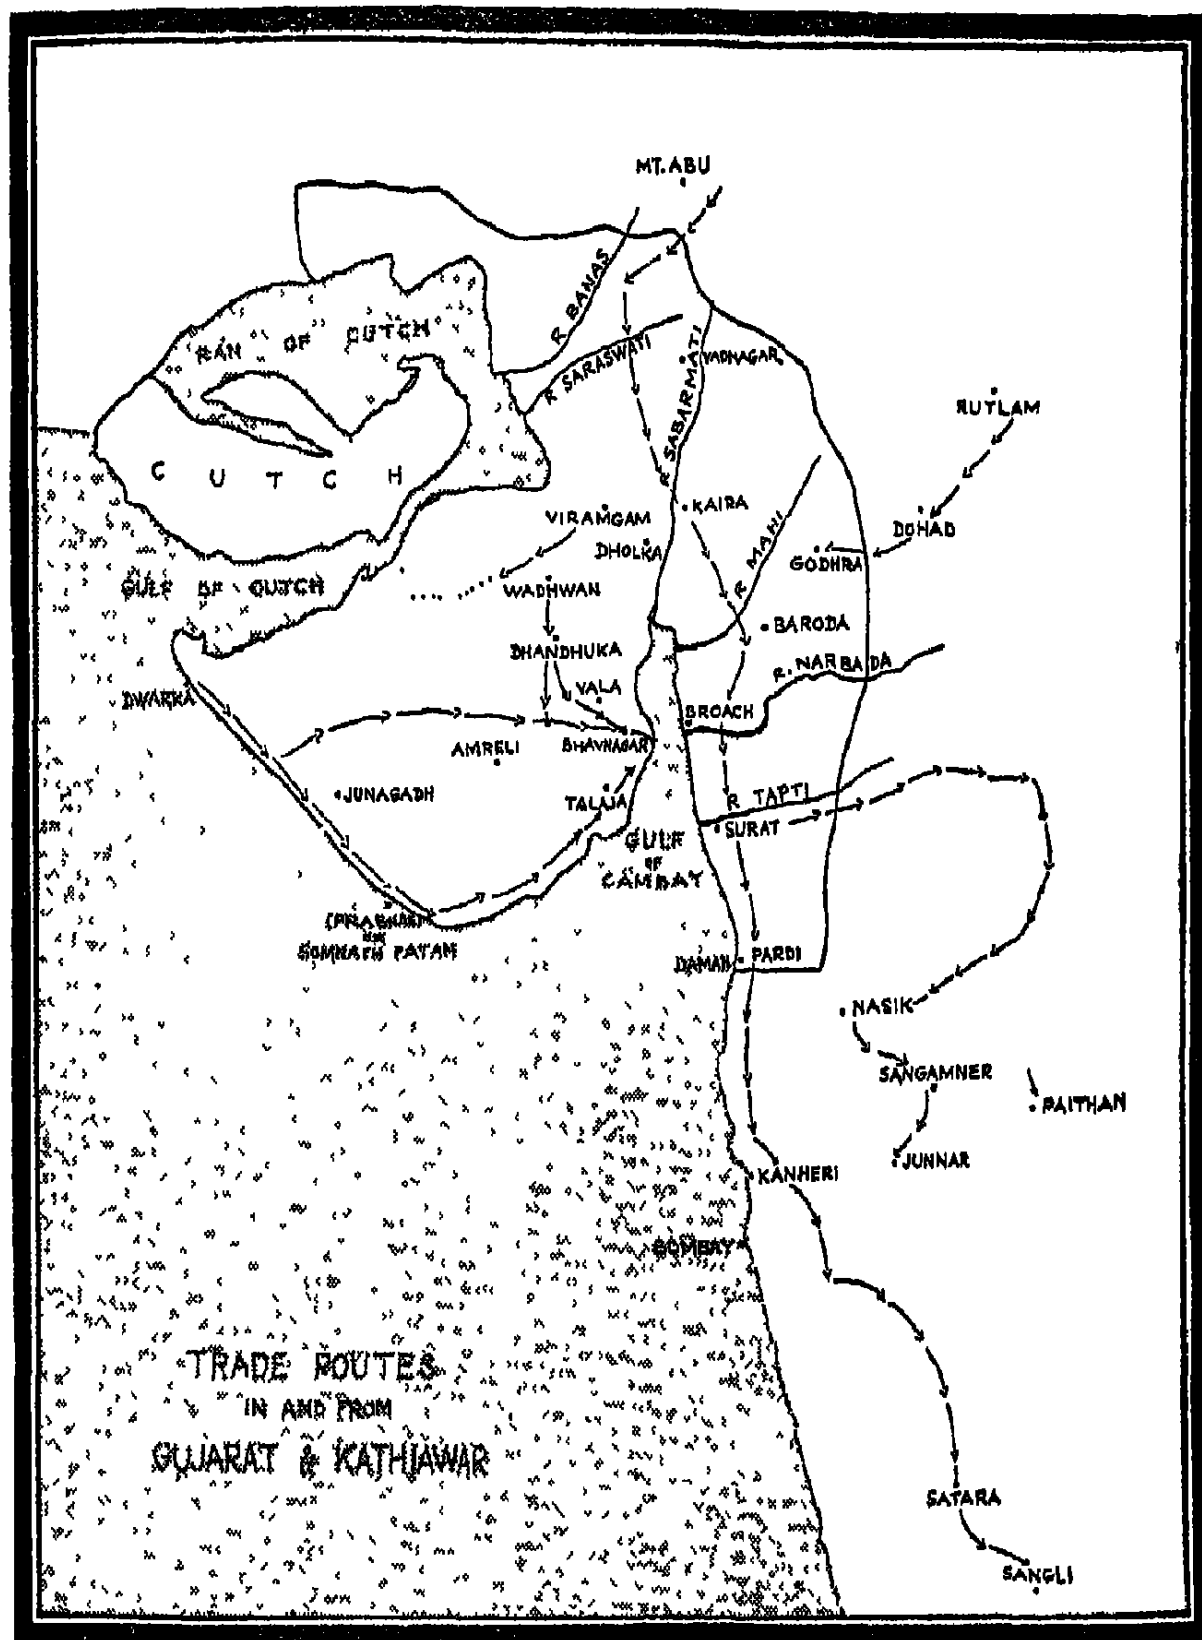 MT. ABU
R BANAS
RAN OF CUTCH
R SARASWATI
R SABARMATI
VADNAGAR
RUTLAM
CUTCH
VIRAMGAM
KAIRA
DOHAD
DHOLKA
R MAHI
GODHRA
GULF OF CUTCH
WADHWAN
BARODA
DHANDHUKA
R. NARBADA
DWARKA
VALA
BROACH
AMRELI
BHAVNAGAR
JUNAGADH
TALAJA
R TAPTI
SURAT
GULF
OF
CAMBAY
SOMNATH PATAM
DAMAN
PARDI
NASIK
SANGAMNER
PAITHAN
JUNNAR
KANHERI
BOMBAY
TRADE ROUTES
IN AND FROM
GUJARAT & KATHIAWAR
SATARA
SANGLI